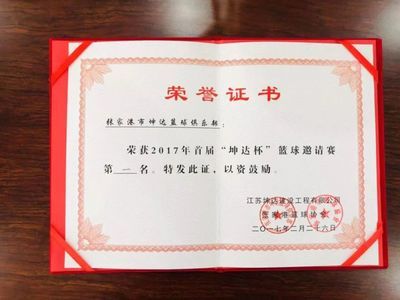 荣誉证书
张家港市坤达篮球俱乐部：
荣获2017年首届“坤达杯”篮球邀请赛
第一名。特发此证，以资鼓励。
江苏坤达建设工程有限公司
张家港篮球协会
二〇一七年二月二十六日